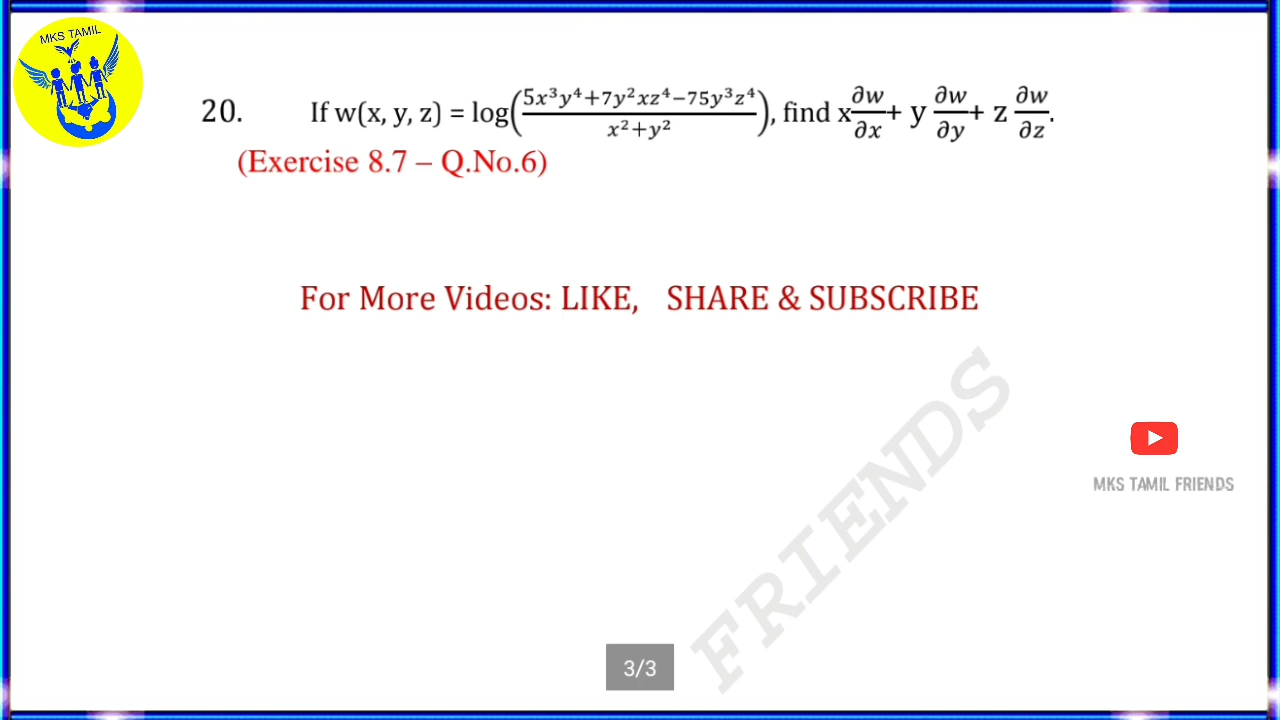 MKS TAMIL
20. If w(x, y, z) = log((5x³y⁴+7y²xz⁴−75y³z⁴)/(x²+y²)), find x ∂w/∂x + y ∂w/∂y + z ∂w/∂z.
(Exercise 8.7 – Q.No.6)
For More Videos: LIKE, SHARE & SUBSCRIBE
FRIENDS
MKS TAMIL FRIENDS
3/3